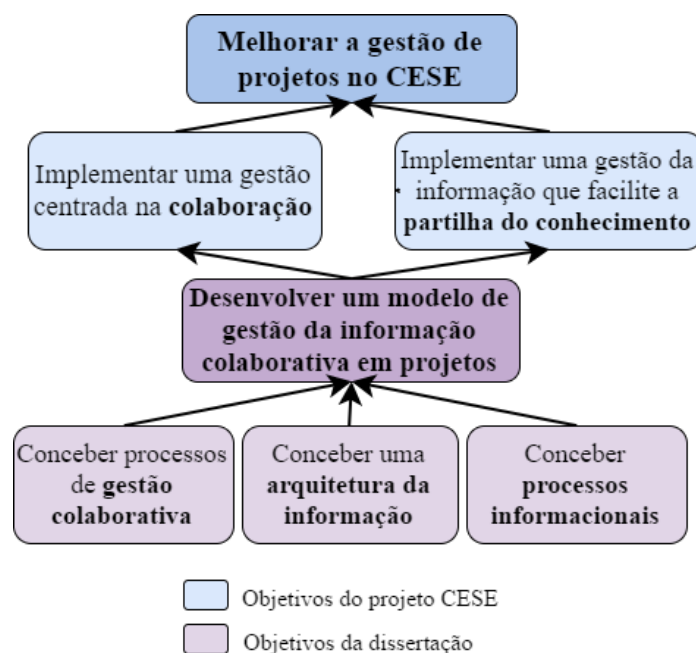 Melhorar a gestão de
projetos no CESE
Implementar uma gestão
centrada na colaboração
Implementar uma gestão da
informação que facilite a
partilha do conhecimento
Desenvolver um modelo de
gestão da informação
colaborativa em projetos
Conceber processos
de gestão
colaborativa
Conceber uma
arquitetura da
informação
Conceber
processos
informacionais
Objetivos do projeto CESE
Objetivos da dissertação